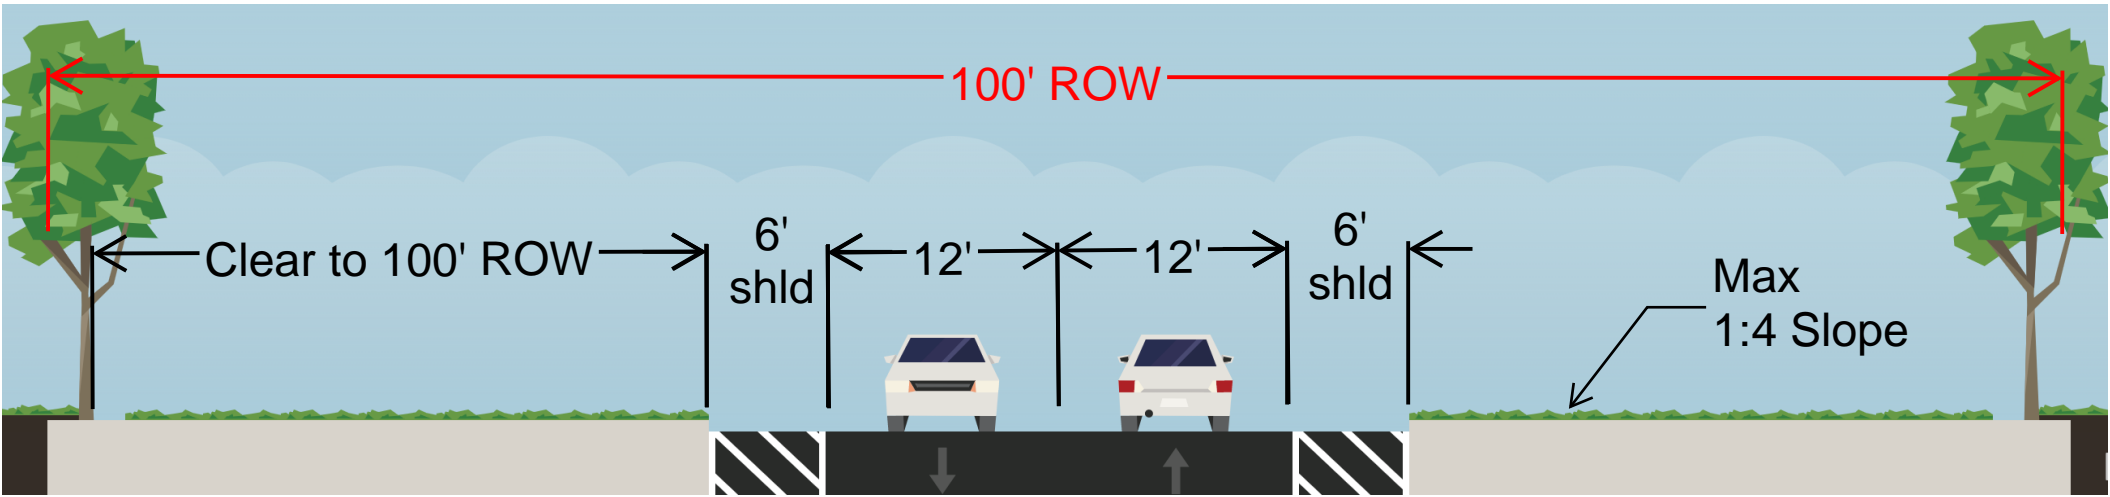 100' ROW
Clear to 100' ROW
6'
shld
12'
12'
6'
shld
Max
1:4 Slope